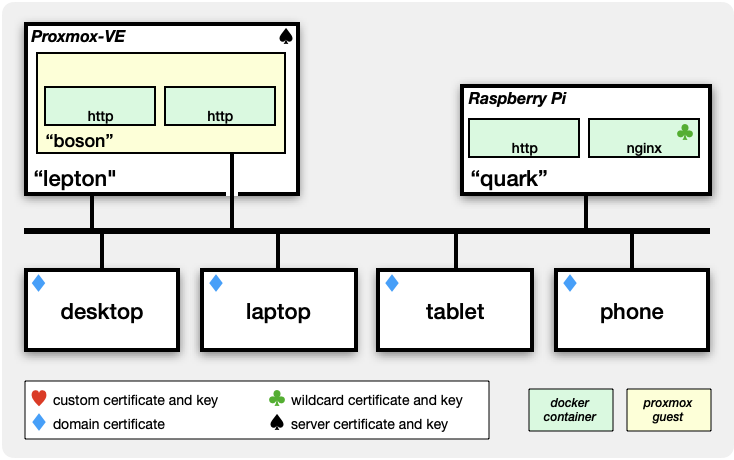 Proxmox-VE
http
http
“boson”
“lepton"
Raspberry Pi
http
nginx
“quark”
desktop
laptop
tablet
phone
custom certificate and key
wildcard certificate and key
domain certificate
server certificate and key
docker
container
proxmox
guest